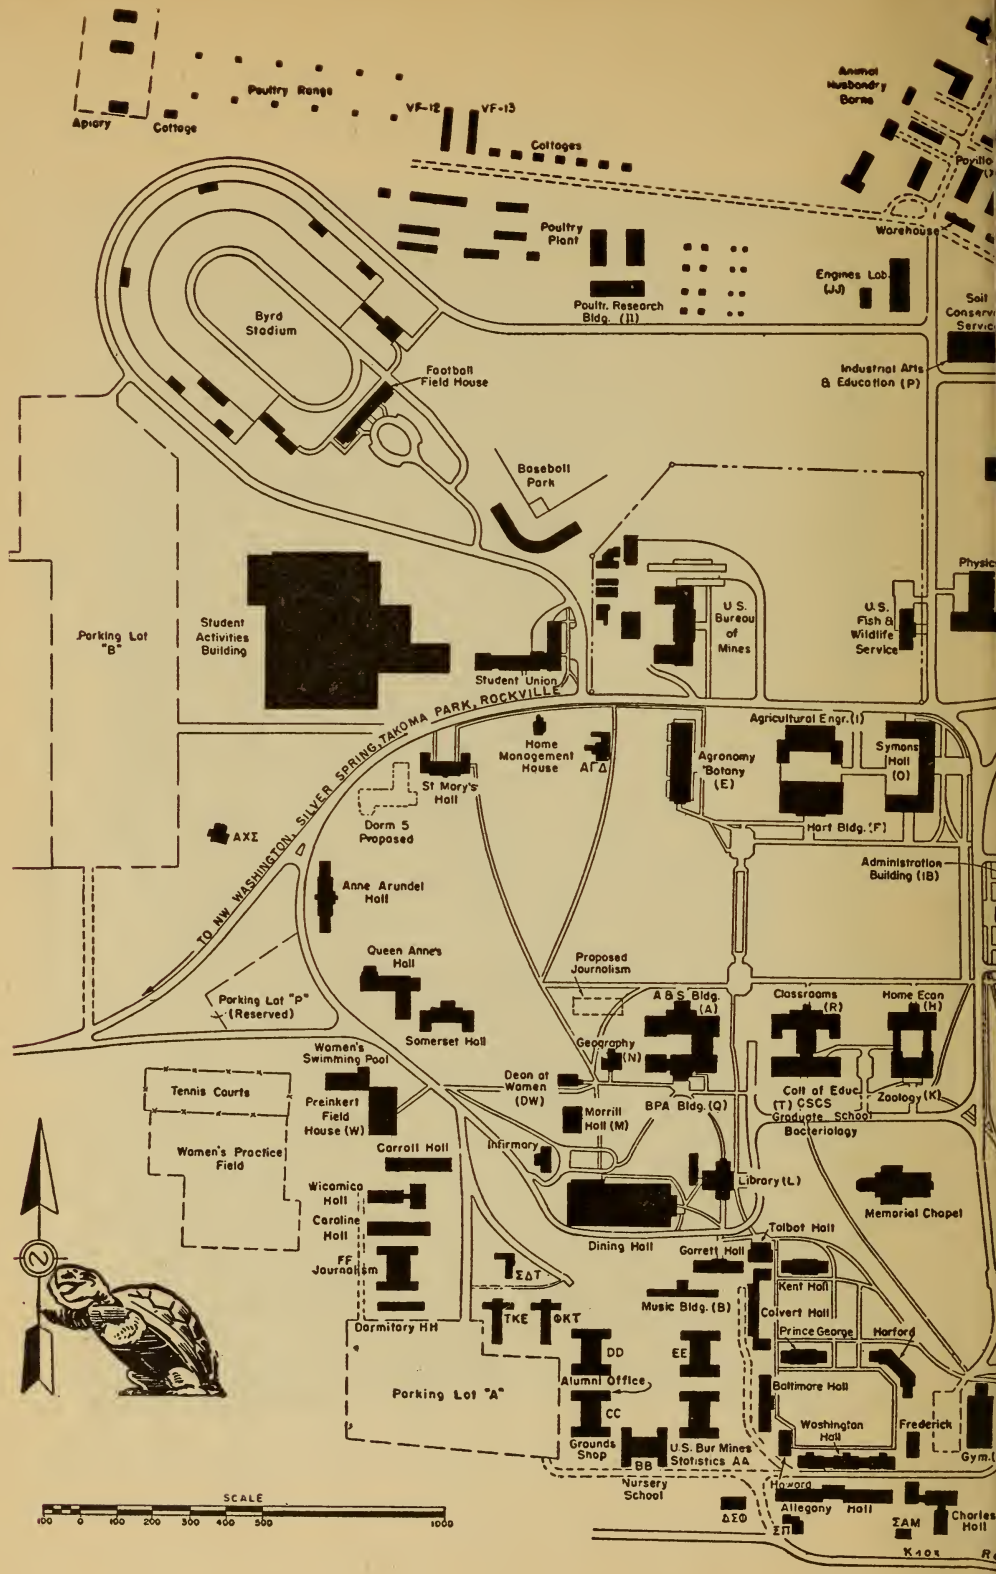 Animal
Husbandry
Barns
Poultry Range
VF-12
VF-13
Apiary
Cottage
Cottages
Poultry
Plant
Warehouse
Engines Lab.
(JJ)
Poultr. Research
Bldg. (II)
Soil
Byrd
Stadium
Football
Field House
Industrial Arts
& Education (P)
Baseball
Park
Parking Lot
"B"
Student
Activities
Building
Student Union
U.S.
Bureau
of
Mines
U.S.
Fish &
Wildlife
Service
TO NW WASHINGTON, SILVER SPRING, TAKOMA PARK, ROCKVILLE
Home
Management
House
ΑΓΔ
Agronomy
Botany
(E)
Agricultural Engr. (I)
Symons
Hall
(O)
St Mary's
Hall
Dorm 5
Proposed
Hart Bldg. (F)
ΑΧΣ
Administration
Building (IB)
Anne Arundel
Hall
Queen Anne's
Hall
Proposed
Journalism
Parking Lot "P"
(Reserved)
Somerset Hall
A & S Bldg.
(A)
Classrooms
(R)
Home Econ
(H)
Geography
(N)
Women's
Swimming Pool
Dean of
Women
(DW)
Tennis Courts
Preinkert
Field
House (W)
BPA Bldg. (Q)
Coll of Educ.
(T) CSCS
Graduate School
Bacteriology
Zoology (K)
Morrill
Hall (M)
Women's Practice
Field
Carroll Hall
Infirmary
Wicomico
Hall
Library (L)
Memorial Chapel
Caroline
Hall
Dining Hall
Talbot Hall
Garrett Hall
FF
Journalism
ΣΔΤ
Kent Hall
Music Bldg. (B)
Calvert Hall
Dormitory HH
ΤΚΕ
ΦΚΤ
Prince George
Harford
DD
EE
Alumni Office
Parking Lot "A"
Baltimore Hall
CC
Grounds
Shop
Washington
Hall
Frederick
U.S. Bur Mines
Statistics AA
BB
Nursery
School
Gym.
Howard
Allegany Hall
ΔΣΦ
ΣΠ
ΣΑΜ
Charles
Hall
SCALE
100 0 100 200 300 400 500 1000
Knox
N